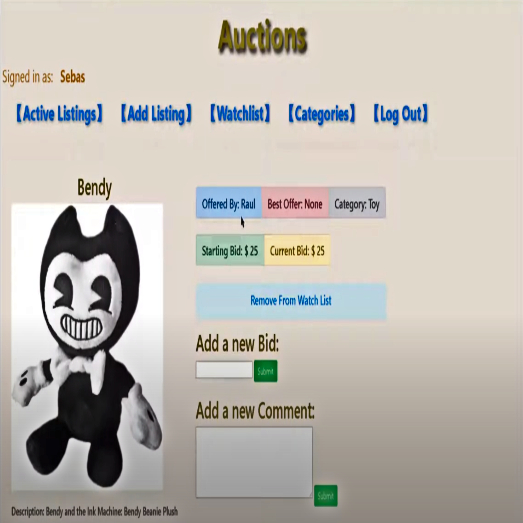 Auctions
Signed in as: Sebas
【Active Listings】 【Add Listing】 【Watchlist】 【Categories】 【Log Out】
Bendy
Offered By: Raul Best Offer: None Category: Toy
Starting Bid: $ 25 Current Bid: $ 25
Remove From Watch List
Add a new Bid:
Submit
Add a new Comment:
Submit
Description: Bendy and the Ink Machine: Bendy Beanie Plush